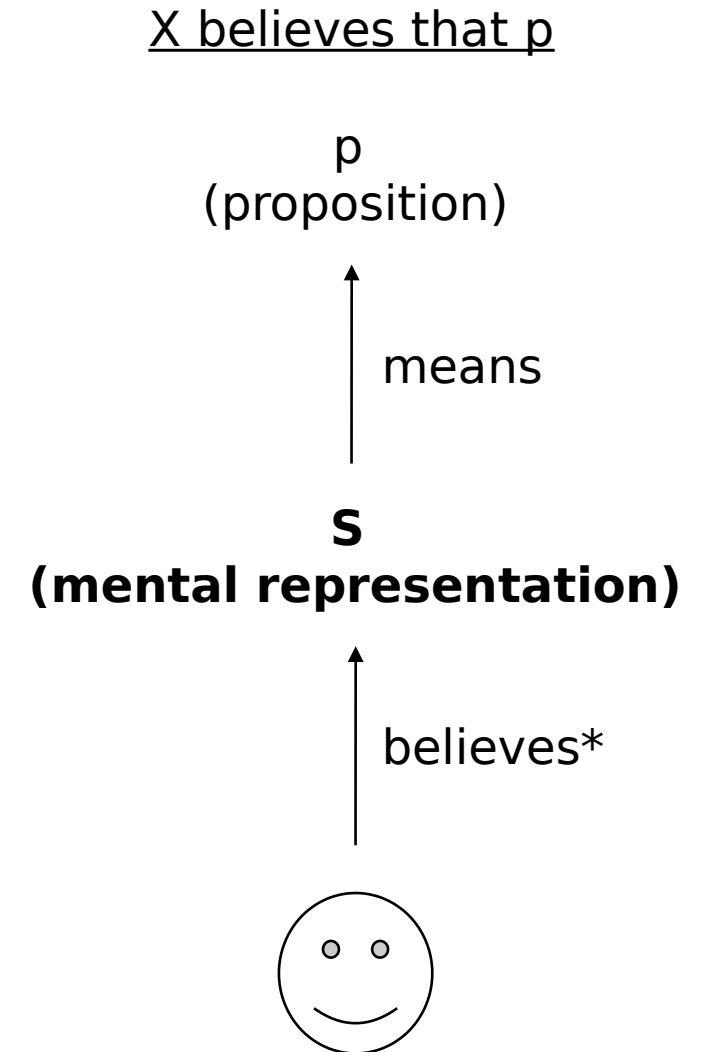 X believes that p
p
(proposition)
means
S
(mental representation)
believes*